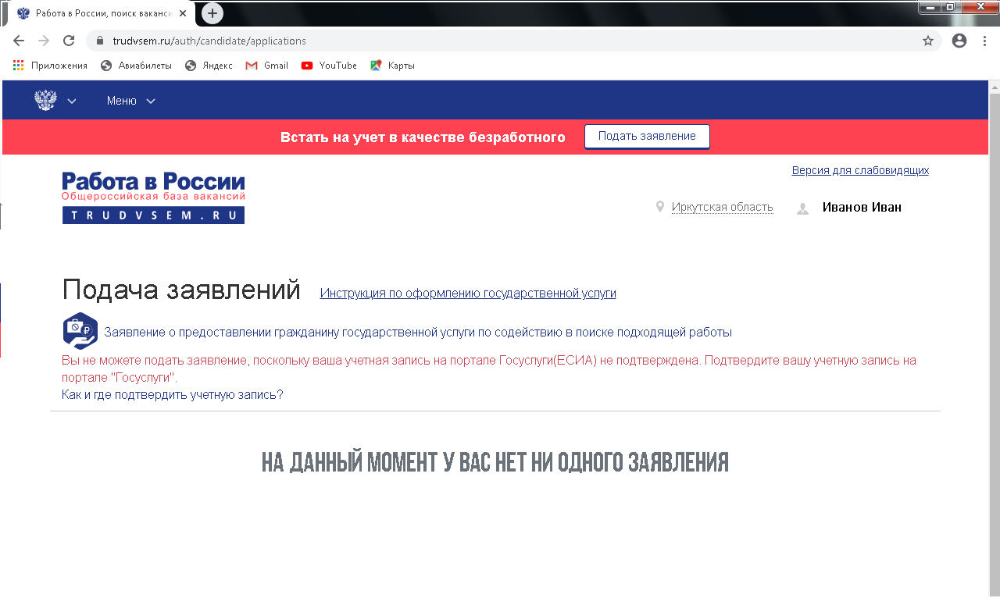 Работа в России, поиск ваканси
trudvsem.ru/auth/candidate/applications
Приложения Авиабилеты Яндекс Gmail YouTube Карты
Меню
Встать на учет в качестве безработного Подать заявление
Версия для слабовидящих
Работа в России
Общероссийская база вакансий
TRUDVSEM.RU
Иркутская область Иванов Иван
Подача заявлений Инструкция по оформлению государственной услуги
Заявление о предоставлении гражданину государственной услуги по содействию в поиске подходящей работы
Вы не можете подать заявление, поскольку ваша учетная запись на портале Госуслуги(ЕСИА) не подтверждена. Подтвердите вашу учетную запись на
портале "Госуслуги".
Как и где подтвердить учетную запись?
НА ДАННЫЙ МОМЕНТ У ВАС НЕТ НИ ОДНОГО ЗАЯВЛЕНИЯ